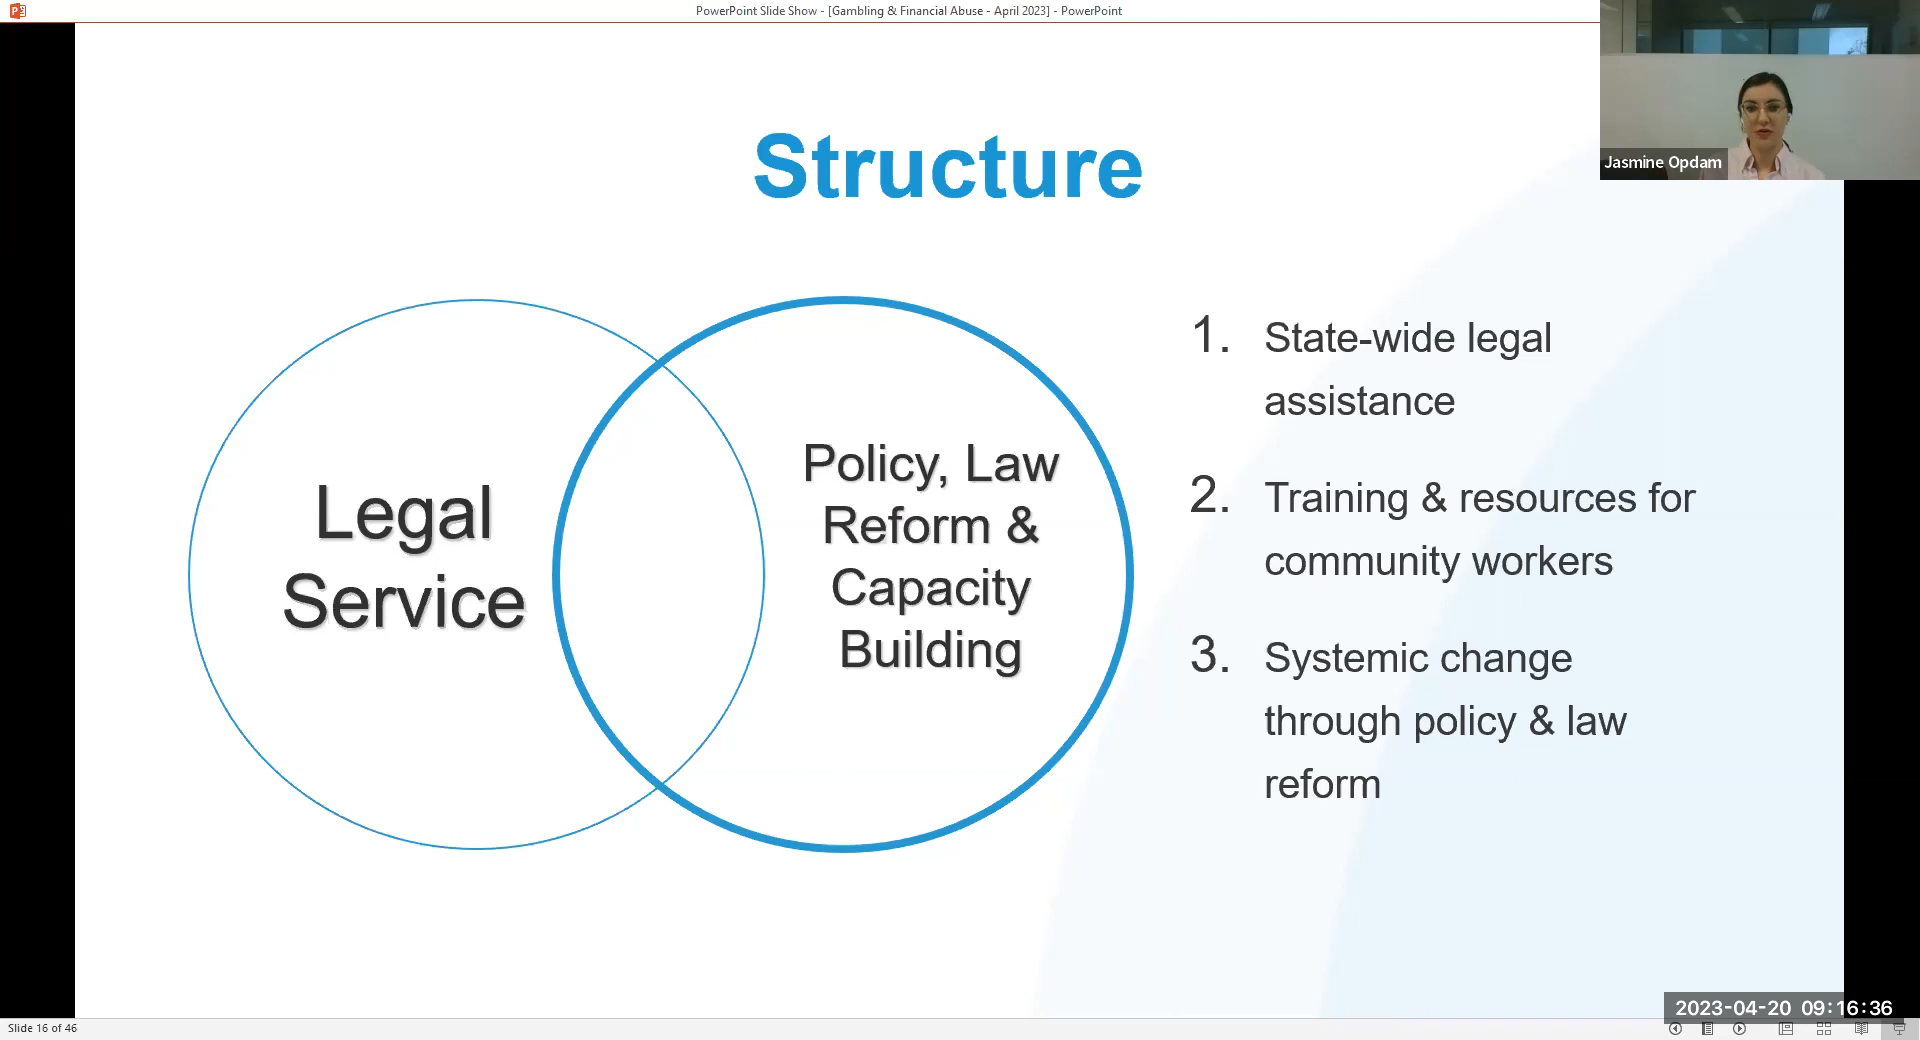 PowerPoint Slide Show - [Gambling & Financial Abuse - April 2023] - PowerPoint
Jasmine Opdam
Structure
Legal
Service
Policy, Law
Reform &
Capacity
Building
1. State-wide legal
assistance
2. Training & resources for
community workers
3. Systemic change
through policy & law
reform
2023-04-20 09:16:36
Slide 16 of 46